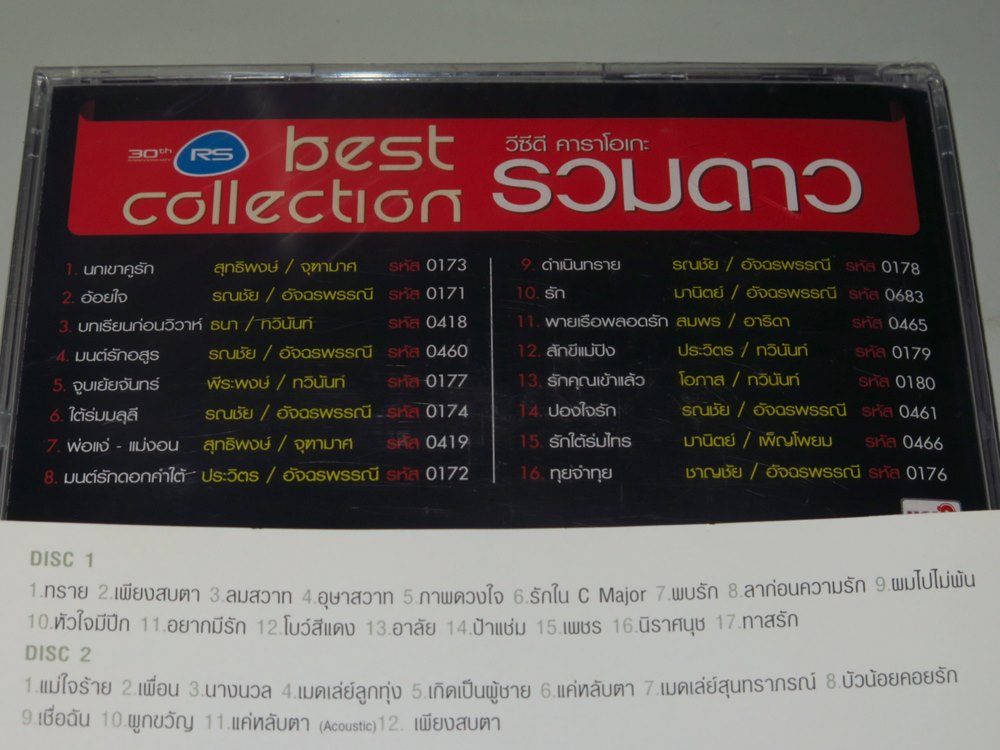 30th RS best วีซีดี คาราโอเกะ
collection รวมดาว
1. นกเขาคูรัก สุทธิพงษ์ / จุฑามาศ รหัส 0173
2. อ้อยใจ รณชัย / อัจฉรพรรณี รหัส 0171
3. บทเรียนก่อนวิวาห์ ธนา / ทวินันท์ รหัส 0418
4. มนต์รักอสูร รณชัย / อัจฉรพรรณี รหัส 0460
5. จูบเย้ยจันทร์ พีระพงษ์ / ทวินันท์ รหัส 0177
6. ใต้ร่มมลุลี รณชัย / อัจฉรพรรณี รหัส 0174
7. พ่อแง่ - แม่งอน สุทธิพงษ์ / จุฑามาศ รหัส 0419
8. มนต์รักดอกคำใต้ ประวิตร / อัจฉรพรรณี รหัส 0172
9. ดำเนินทราย รณชัย / อัจฉรพรรณี รหัส 0178
10. รัก มานิตย์ / อัจฉรพรรณี รหัส 0683
11. พายเรือพลอดรัก สมพร / อาริดา รหัส 0465
12. สักขีแม่ปิง ประวิตร / ทวินันท์ รหัส 0179
13. รักคุณเข้าแล้ว โอภาส / ทวินันท์ รหัส 0180
14. ปองใจรัก รณชัย / อัจฉรพรรณี รหัส 0461
15. รักใต้ร่มไทร มานิตย์ / เพ็ญโพยม รหัส 0466
16. ทุยจ๋าทุย ชาญชัย / อัจฉรพรรณี รหัส 0176
DISC 1
1.ทราย 2.เพียงสบตา 3.ลมสวาท 4.อุษาสวาท 5.ภาพดวงใจ 6.รักใน C Major 7.พบรัก 8.ลาก่อนความรัก 9.ผมไปไม่พ้น
10.หัวใจมีปีก 11.อยากมีรัก 12.โบว์สีแดง 13.อาลัย 14.ป้าแช่ม 15.เพชร 16.นิราศนุช 17.ทาสรัก
DISC 2
1.แม่ใจร้าย 2.เพื่อน 3.นางนวล 4.เมดเล่ย์ลูกทุ่ง 5.เกิดเป็นผู้ชาย 6.แค่หลับตา 7.เมดเล่ย์สุนทราภรณ์ 8.บัวน้อยคอยรัก
9.เชื่อฉัน 10.ผูกขวัญ 11.แค่หลับตา (Acoustic) 12. เพียงสบตา